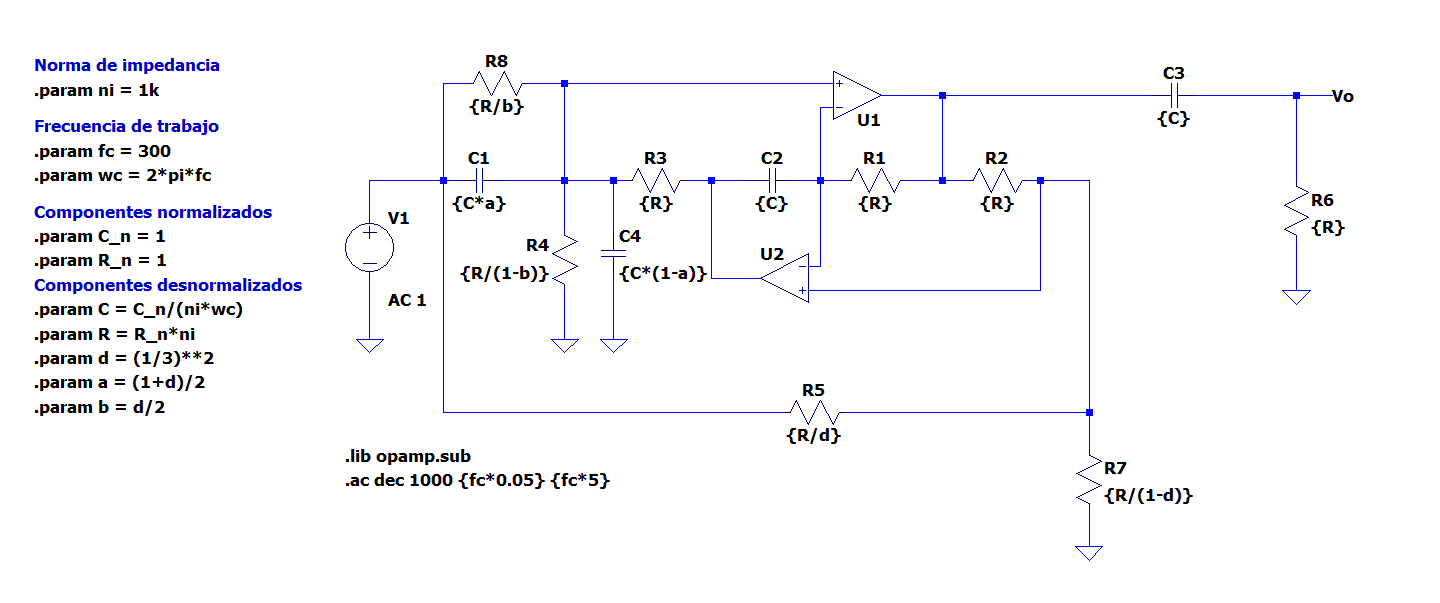 Norma de impedancia
.param ni = 1k
Frecuencia de trabajo
.param fc = 300
.param wc = 2*pi*fc
Componentes normalizados
.param C_n = 1
.param R_n = 1
Componentes desnormalizados
.param C = C_n/(ni*wc)
.param R = R_n*ni
.param d = (1/3)**2
.param a = (1+d)/2
.param b = d/2
R8
{R/b}
C1
{C*a}
V1
AC 1
R4
{R/(1-b)}
C4
{C*(1-a)}
R3
{R}
C2
{C}
U2
+
−
U1
R1
{R}
R2
{R}
C3
{C}
Vo
R6
{R}
R5
{R/d}
R7
{R/(1-d)}
.lib opamp.sub
.ac dec 1000 {fc*0.05} {fc*5}